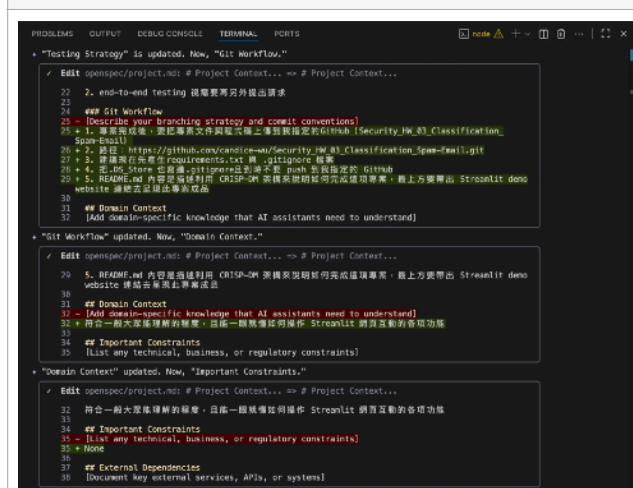 PROBLEMS OUTPUT DEBUG CONSOLE TERMINAL PORTS node
"Testing Strategy" is updated. Now, "Git Workflow."
✓ Edit openspec/project.md: # Project Context... => # Project Context...
22 2. end-to-end testing 視需要再另外提出請求
23
24 ### Git Workflow
25 - [Describe your branching strategy and commit conventions]
25 + 1. 專案完成後，要把專案文件與程式碼上傳到我指定的GitHub (Security_HW_03_Classification_
Spam-Email)
26 + 2. 路徑：https://github.com/candice-wu/Security_HW_03_Classification_Spam-Email.git
27 + 3. 建議現在先產生requirements.txt 與 .gitignore 檔案
28 + 4. 把.DS_Store 也寫進.gitignore且到時不要 push 到我指定的 GitHub
29 + 5. README.md 內容是描述利用 CRISP-DM 架構來說明如何完成這項專案，最上方要帶出 Streamlit demo
website 連結去呈現此專案成品
30
31 ## Domain Context
32 [Add domain-specific knowledge that AI assistants need to understand]
"Git Workflow" updated. Now, "Domain Context."
✓ Edit openspec/project.md: # Project Context... => # Project Context...
29 5. README.md 內容是描述利用 CRISP-DM 架構來說明如何完成這項專案，最上方要帶出 Streamlit demo
website 連結去呈現此專案成品
30
31 ## Domain Context
32 - [Add domain-specific knowledge that AI assistants need to understand]
32 + 符合一般大眾能理解的程度，且能一眼就懂如何操作 Streamlit 網頁互動的各項功能
33
34 ## Important Constraints
35 [List any technical, business, or regulatory constraints]
"Domain Context" updated. Now, "Important Constraints."
✓ Edit openspec/project.md: # Project Context... => # Project Context...
32 符合一般大眾能理解的程度，且能一眼就懂如何操作 Streamlit 網頁互動的各項功能
33
34 ## Important Constraints
35 - [List any technical, business, or regulatory constraints]
35 + None
36
37 ## External Dependencies
38 [Document key external services, APIs, or systems]